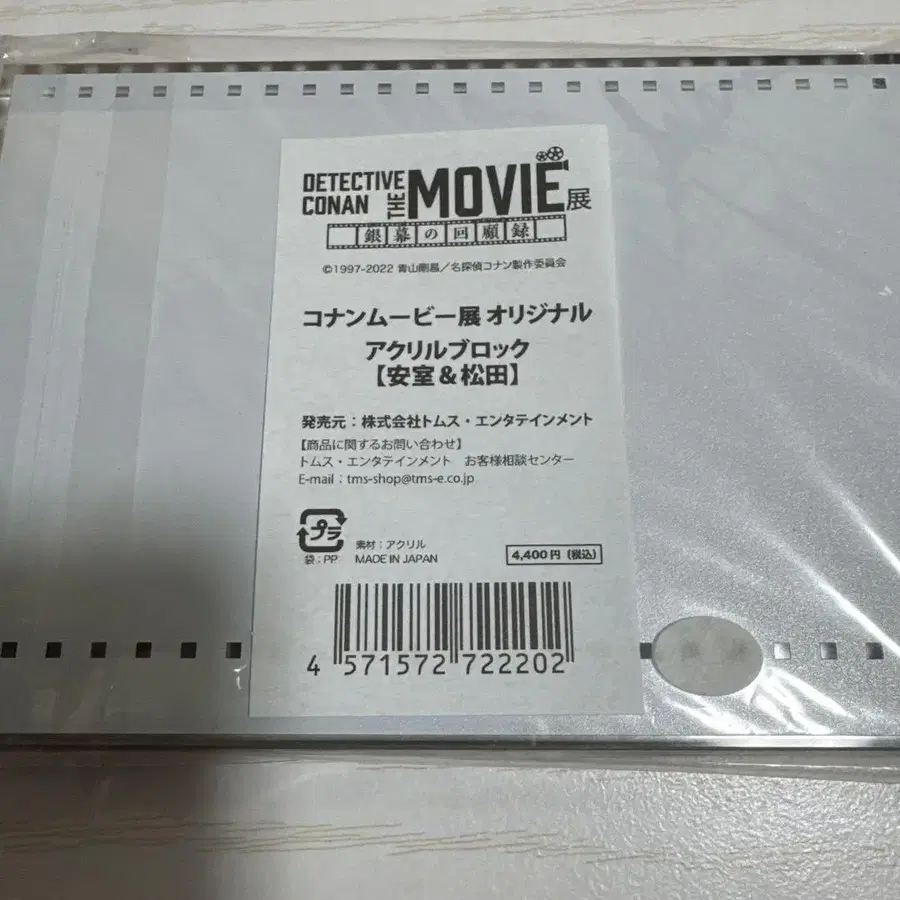 DETECTIVE CONAN THE MOVIE展
銀幕の回顧録
©1997-2022 青山剛昌／名探偵コナン製作委員会
コナンムービー展 オリジナル
アクリルブロック
【安室＆松田】
発売元：株式会社トムス・エンタテインメント
【商品に関するお問い合わせ】
トムス・エンタテインメント　お客様相談センター
E-mail：tms-shop@tms-e.co.jp
プラ
袋：PP
素材：アクリル
MADE IN JAPAN
4,400円（税込）
4 571572 722202